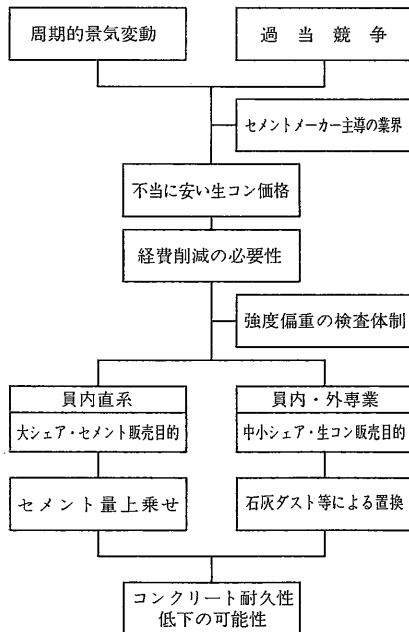 周期的景気変動
過当競争
セメントメーカー主導の業界
不当に安い生コン価格
経費削減の必要性
強度偏重の検査体制
員内直系
大シェア・セメント販売目的
員内・外専業
中小シェア・生コン販売目的
セメント量上乗せ
石灰ダスト等による置換
コンクリート耐久性
低下の可能性